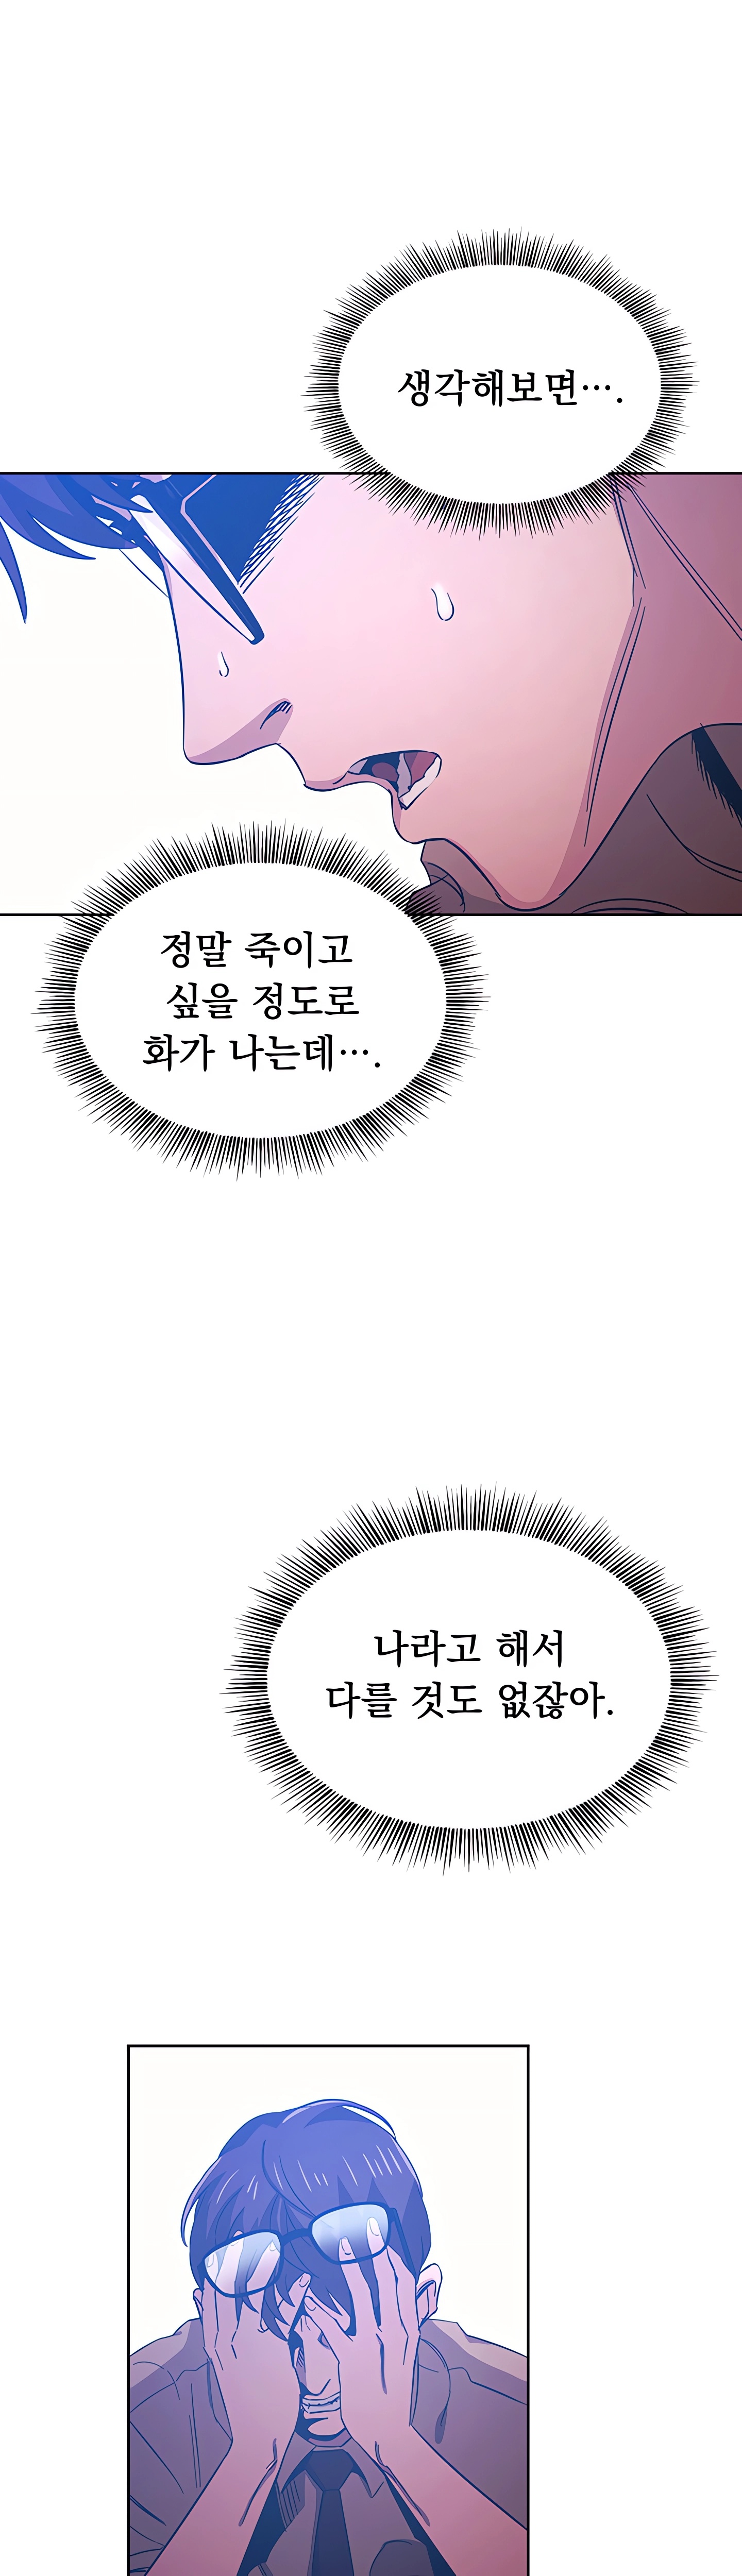 생각해보면….
정말 죽이고
싶을 정도로
화가 나는데….
나라고 해서
다를 것도 없잖아.